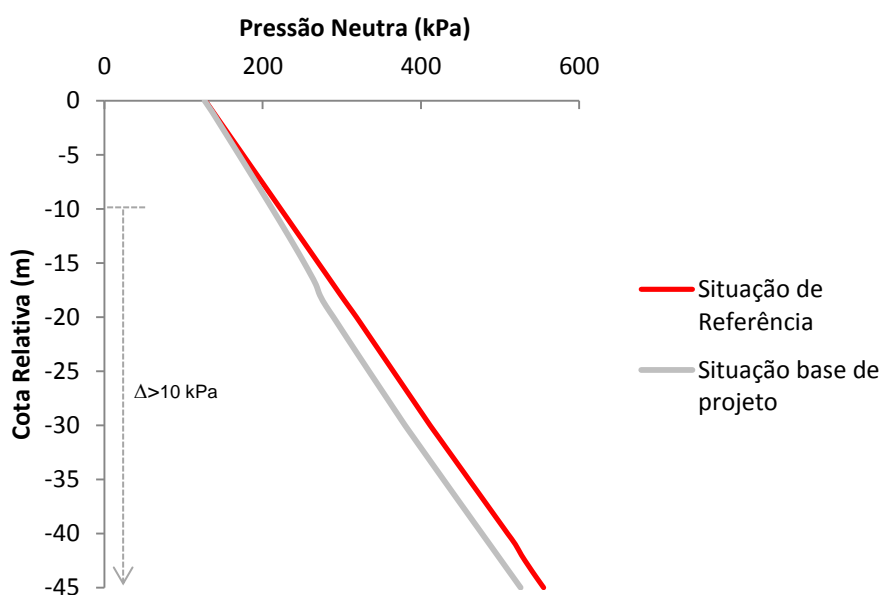 Pressão Neutra (kPa)
0 200 400 600
0
-5
-10
-15
-20
-25
-30
-35
-40
-45
Cota Relativa (m)
Δ>10 kPa
Situação de
Referência
Situação base de
projeto